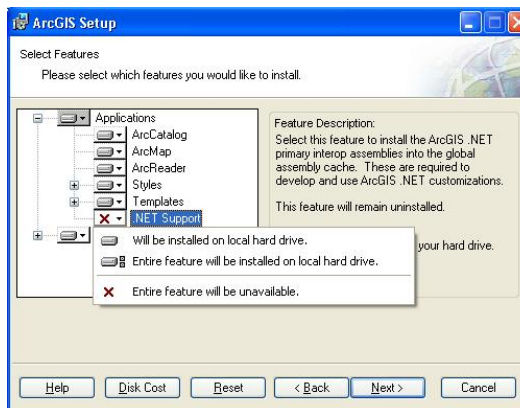 ArcGIS Setup
Select Features
Please select which features you would like to install.
Applications
ArcCatalog
ArcMap
ArcReader
Styles
Templates
.NET Support
Feature Description:
Select this feature to install the ArcGIS .NET
primary interop assemblies into the global
assembly cache. These are required to
develop and use ArcGIS .NET customizations.
This feature will remain uninstalled.
your hard drive.
Will be installed on local hard drive.
Entire feature will be installed on local hard drive.
Entire feature will be unavailable.
Help
Disk Cost
Reset
< Back
Next >
Cancel